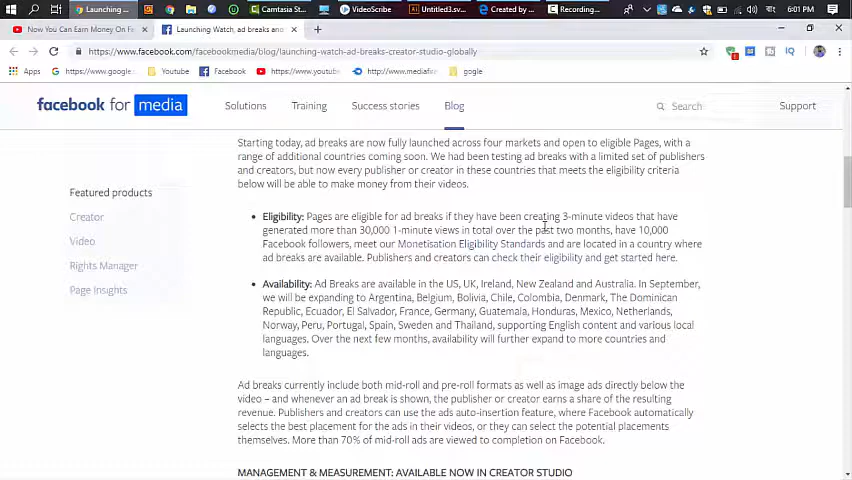 Launching
Camtasia St...
VideoScribe
Untitled3.sv...
Created by ...
Recording...
বাং
6:01 PM
Now You Can Earn Money On F
Launching Watch, ad breaks and
https://www.facebook.com/facebookmedia/blog/launching-watch-ad-breaks-creator-studio-globally
IQ
Apps
https://www.google.
Youtube
Facebook
https://www.youtube
http://www.mediafire
gogle
facebook for media
Solutions
Training
Success stories
Blog
Search
Support
Featured products
Creator
Video
Rights Manager
Page Insights
Starting today, ad breaks are now fully launched across four markets and open to eligible Pages, with a
range of additional countries coming soon. We had been testing ad breaks with a limited set of publishers
and creators, but now every publisher or creator in these countries that meets the eligibility criteria
below will be able to make money from their videos.
• Eligibility: Pages are eligible for ad breaks if they have been creating 3-minute videos that have
generated more than 30,000 1-minute views in total over the past two months, have 10,000
Facebook followers, meet our Monetisation Eligibility Standards and are located in a country where
ad breaks are available. Publishers and creators can check their eligibility and get started here.
• Availability: Ad Breaks are available in the US, UK, Ireland, New Zealand and Australia. In September,
we will be expanding to Argentina, Belgium, Bolivia, Chile, Colombia, Denmark, The Dominican
Republic, Ecuador, El Salvador, France, Germany, Guatemala, Honduras, Mexico, Netherlands,
Norway, Peru, Portugal, Spain, Sweden and Thailand, supporting English content and various local
languages. Over the next few months, availability will further expand to more countries and
languages.
Ad breaks currently include both mid-roll and pre-roll formats as well as image ads directly below the
video – and whenever an ad break is shown, the publisher or creator earns a share of the resulting
revenue. Publishers and creators can use the ads auto-insertion feature, where Facebook automatically
selects the best placement for the ads in their videos, or they can select the potential placements
themselves. More than 70% of mid-roll ads are viewed to completion on Facebook.
MANAGEMENT & MEASUREMENT: AVAILABLE NOW IN CREATOR STUDIO